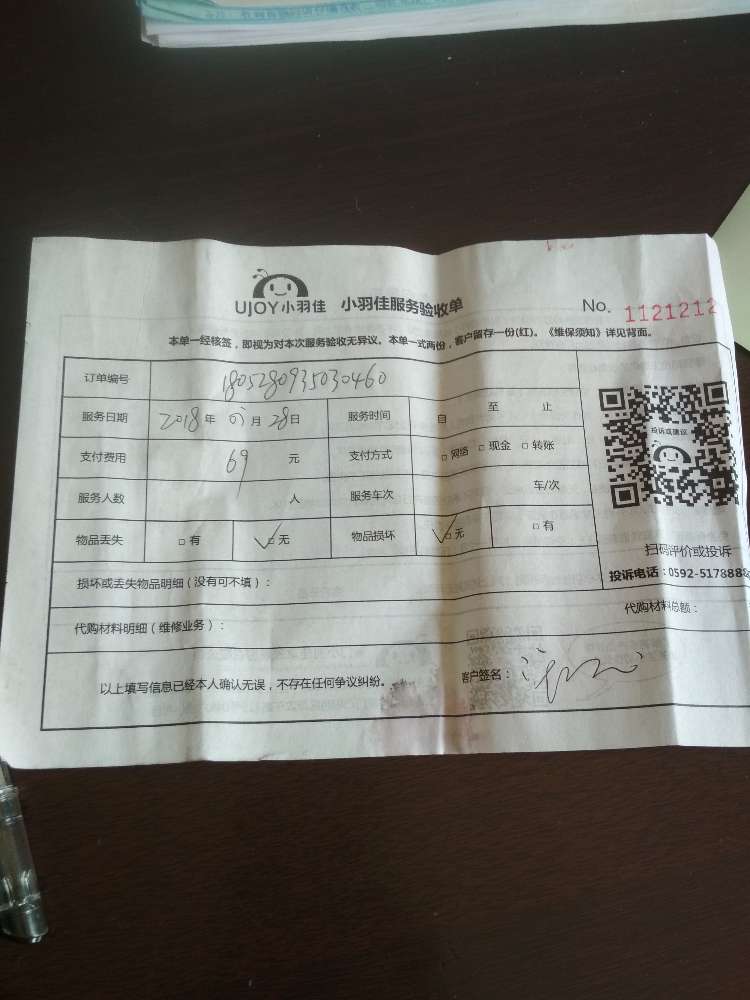 UJOY小羽佳 小羽佳服务验收单 No. 1121212
本单一经核签，即视为对本次服务验收无异议。本单一式两份，客户留存一份(红)。《维保须知》详见背面。
订单编号 1805280935030460
服务日期 2018年05月28日 服务时间 自 至 止
支付费用 69 元 支付方式 □网络 □现金 □转账
服务人数 人 服务车次 车/次
物品丢失 □有 ☑无 物品损坏 ☑无 □有
投诉或建议
扫码评价或投诉
投诉电话：0592-5178888
损坏或丢失物品明细（没有可不填）：
代购材料明细（维修业务）： 代购材料总额：
以上填写信息已经本人确认无误，不存在任何争议纠纷。 客户签名：